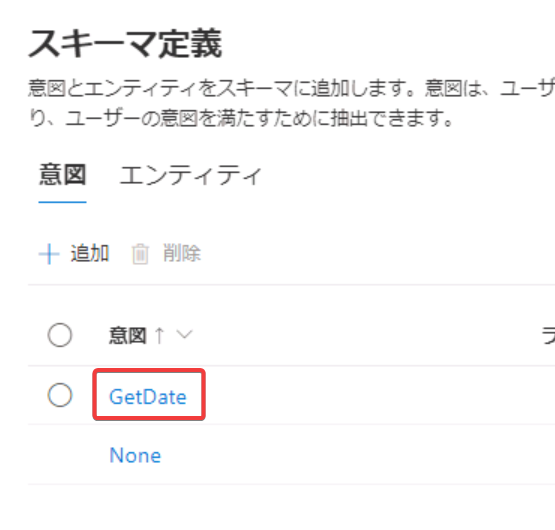 スキーマ定義
意図とエンティティをスキーマに追加します。意図は、ユーザ
り、ユーザーの意図を満たすために抽出できます。
意図 エンティティ
追加 削除
意図 ↑ ラ
GetDate
None